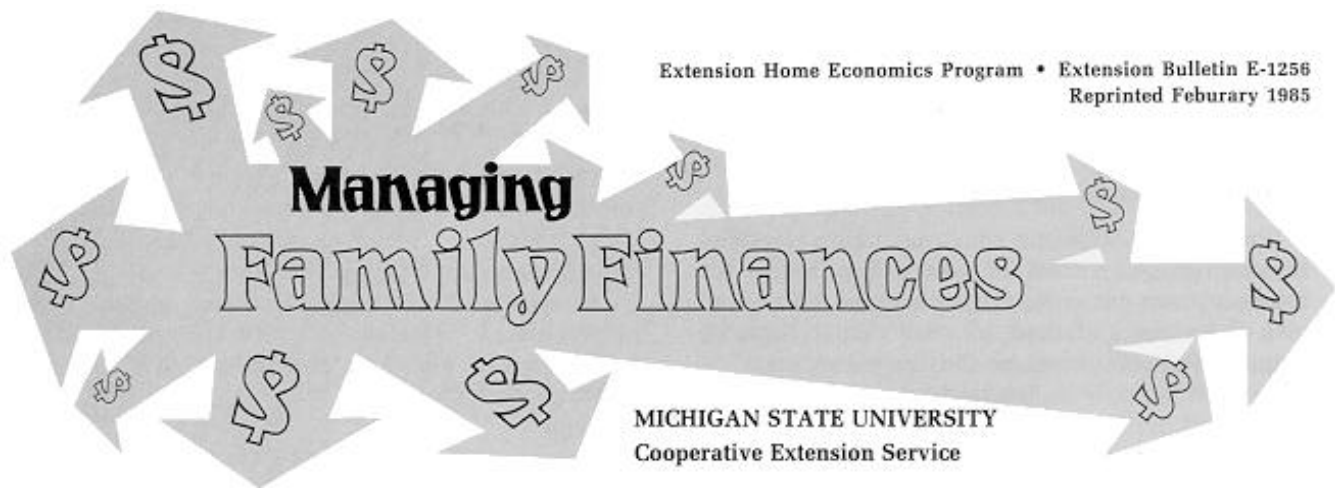 Extension Home Economics Program • Extension Bulletin E-1256
Reprinted Feburary 1985
$ $ $ $ $ $ $ $ $ $ $ $
Managing
Family Finances
MICHIGAN STATE UNIVERSITY
Cooperative Extension Service